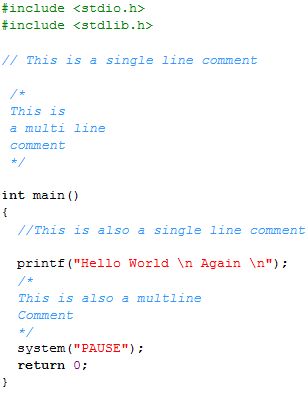 #include <stdio.h>
#include <stdlib.h>
// This is a single line comment
/*
This is
a multi line
comment
*/
int main()
{
//This is also a single line comment
printf("Hello World \n Again \n");
/*
This is also a multline
Comment
*/
system("PAUSE");
return 0;
}